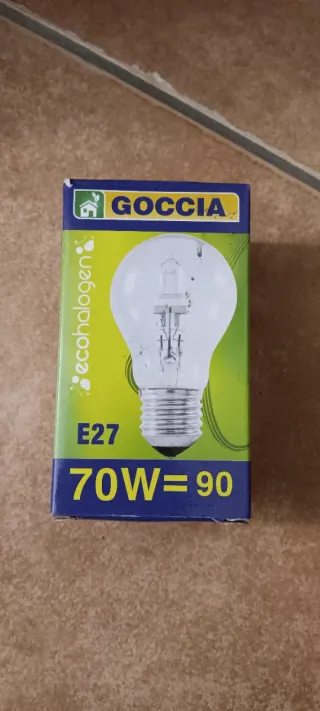 GOCCIA
ecohalogen
E27
70W= 90